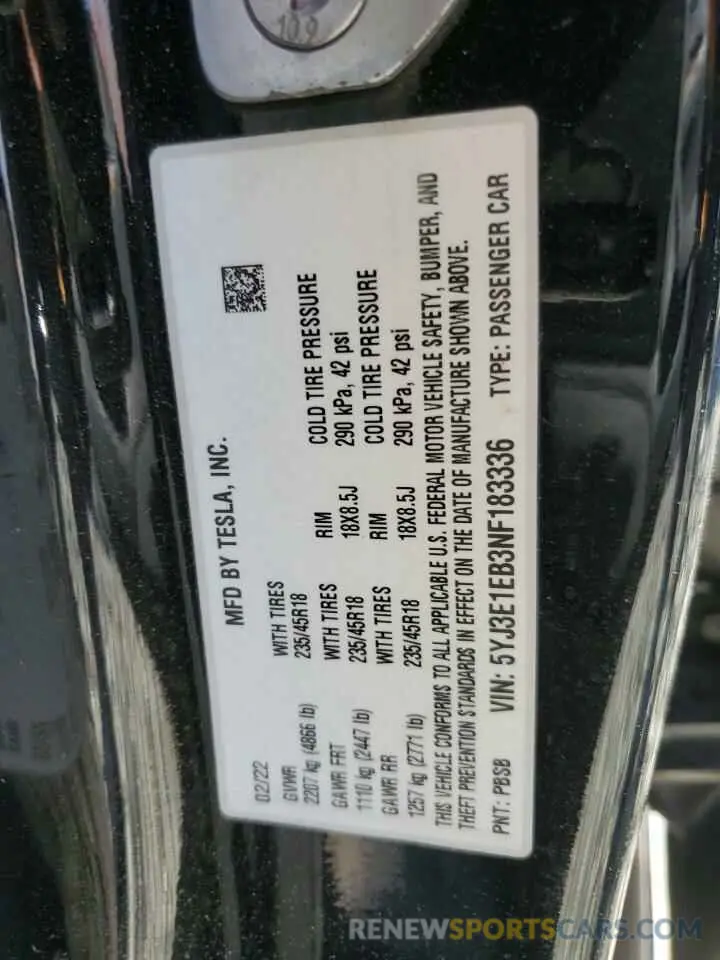 10.9
MFD BY TESLA, INC.
02/22
GVWR WITH TIRES
2207 kg (4866 lb) 235/45R18 RIM COLD TIRE PRESSURE
GAWR FRT WITH TIRES 18X8.5J 290 kPa, 42 psi
1110 kg (2447 lb) 235/45R18 RIM COLD TIRE PRESSURE
GAWR RR WITH TIRES 18X8.5J 290 kPa, 42 psi
1257 kg (2771 lb) 235/45R18
THIS VEHICLE CONFORMS TO ALL APPLICABLE U.S. FEDERAL MOTOR VEHICLE SAFETY, BUMPER, AND
THEFT PREVENTION STANDARDS IN EFFECT ON THE DATE OF MANUFACTURE SHOWN ABOVE.
PNT: PBSB VIN: 5YJ3E1EB3NF183336 TYPE: PASSENGER CAR
RENEWSPORTSCARS.COM